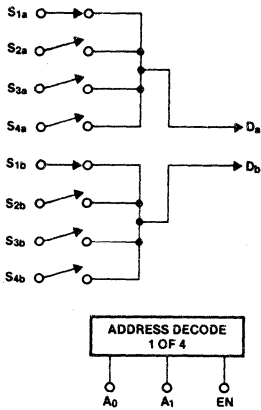 S1a
S2a
S3a
S4a
Da
S1b
Db
S2b
S3b
S4b
ADDRESS DECODE
1 OF 4
A0 A1 EN